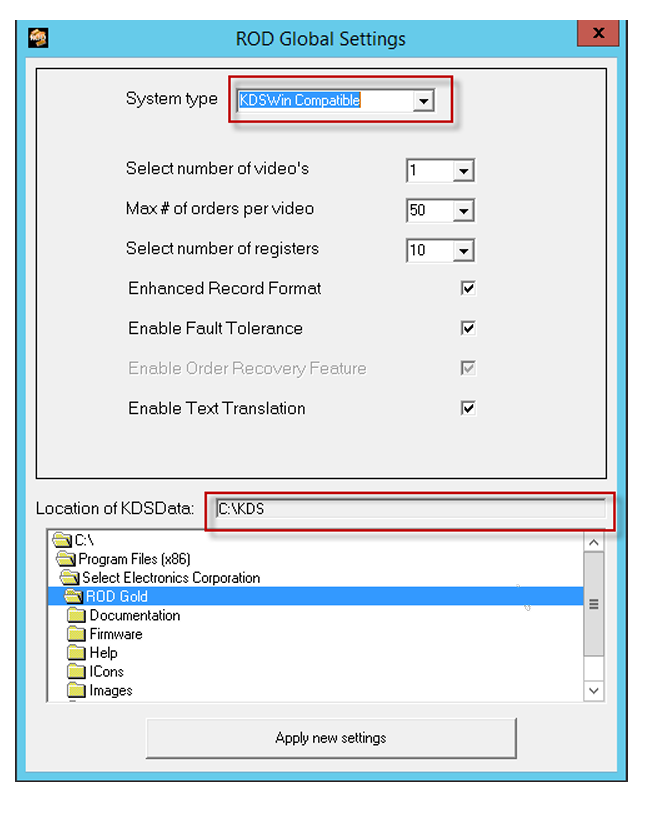 ROD Global Settings
x
System type KDSWin Compatible
Select number of video's 1
Max # of orders per video 50
Select number of registers 10
Enhanced Record Format
Enable Fault Tolerance
Enable Order Recovery Feature
Enable Text Translation
Location of KDSData: C:\KDS
C:\
Program Files (x86)
Select Electronics Corporation
ROD Gold
Documentation
Firmware
Help
ICons
Images
Apply new settings